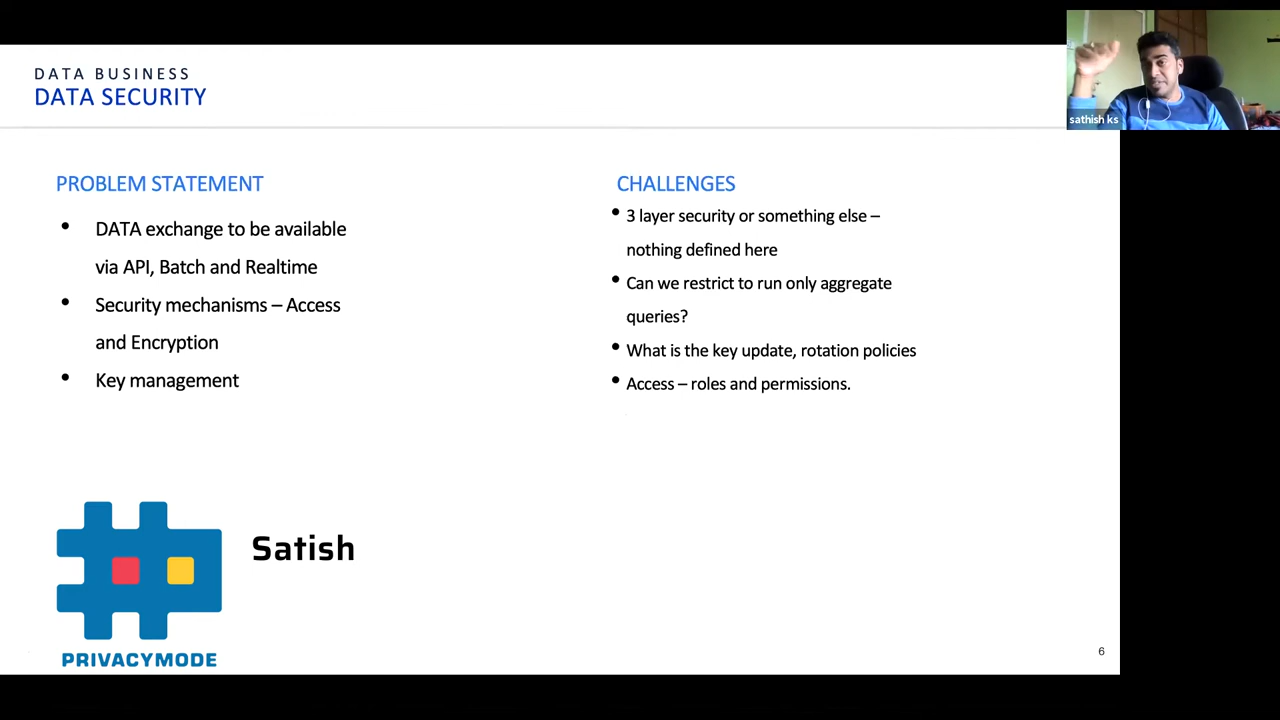 DATA BUSINESS
DATA SECURITY
sathish ks
PROBLEM STATEMENT
• DATA exchange to be available
via API, Batch and Realtime
• Security mechanisms – Access
and Encryption
• Key management
CHALLENGES
• 3 layer security or something else –
nothing defined here
• Can we restrict to run only aggregate
queries?
• What is the key update, rotation policies
• Access – roles and permissions.
Satish
PRIVACYMODE
6